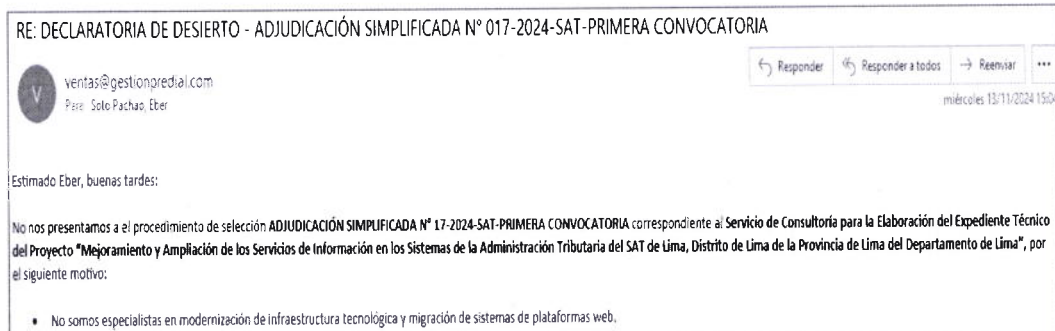 RE: DECLARATORIA DE DESIERTO - ADJUDICACIÓN SIMPLIFICADA N° 017-2024-SAT-PRIMERA CONVOCATORIA
Responder Responder a todos Reenviar ...
V
ventas@gestionpredial.com
Para Soto Pachao, Eber
miércoles 13/11/2024 15:04
Estimado Eber, buenas tardes:
No nos presentamos a el procedimiento de selección ADJUDICACIÓN SIMPLIFICADA N° 17-2024-SAT-PRIMERA CONVOCATORIA correspondiente al Servicio de Consultoría para la Elaboración del Expediente Técnico
del Proyecto "Mejoramiento y Ampliación de los Servicios de Información en los Sistemas de la Administración Tributaria del SAT de Lima, Distrito de Lima de la Provincia de Lima del Departamento de Lima", por
el siguiente motivo:
• No somos especialistas en modernización de infraestructura tecnológica y migración de sistemas de plataformas web.